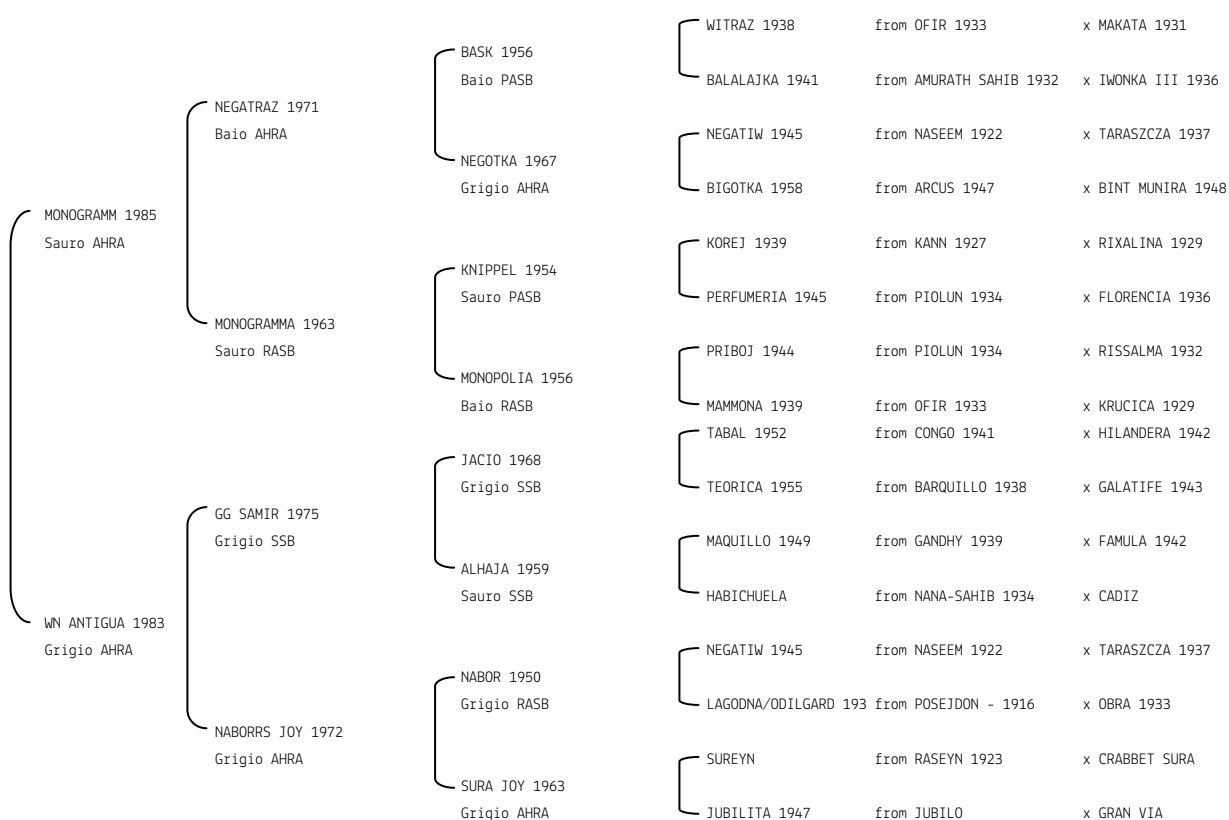 WITRAZ 1938 from OFIR 1933 x MAKATA 1931
BASK 1956
Baio PASB
BALALAJKA 1941 from AMURATH SAHIB 1932 x IWONKA III 1936
NEGATRAZ 1971
Baio AHRA
NEGATIW 1945 from NASEEM 1922 x TARASZCZA 1937
NEGOTKA 1967
Grigio AHRA
BIGOTKA 1958 from ARCUS 1947 x BINT MUNIRA 1948
MONOGRAMM 1985
Sauro AHRA
KOREJ 1939 from KANN 1927 x RIXALINA 1929
KNIPPEL 1954
Sauro PASB
PERFUMERIA 1945 from PIOLUN 1934 x FLORENCIA 1936
MONOGRAMMA 1963
Sauro RASB
PRIBOJ 1944 from PIOLUN 1934 x RISSALMA 1932
MONOPOLIA 1956
Baio RASB
MAMMONA 1939 from OFIR 1933 x KRUCICA 1929
TABAL 1952 from CONGO 1941 x HILANDERA 1942
JACIO 1968
Grigio SSB
TEORICA 1955 from BARQUILLO 1938 x GALATIFE 1943
GG SAMIR 1975
Grigio SSB
MAQUILLO 1949 from GANDHY 1939 x FAMULA 1942
ALHAJA 1959
Sauro SSB
HABICHUELA from NANA-SAHIB 1934 x CADIZ
WN ANTIGUA 1983
Grigio AHRA
NEGATIW 1945 from NASEEM 1922 x TARASZCZA 1937
NABOR 1950
Grigio RASB
LAGODNA/ODILGARD 193 from POSEJDON - 1916 x OBRA 1933
NABORRS JOY 1972
Grigio AHRA
SUREYN from RASEYN 1923 x CRABBET SURA
SURA JOY 1963
Grigio AHRA
JUBILITA 1947 from JUBILO x GRAN VIA